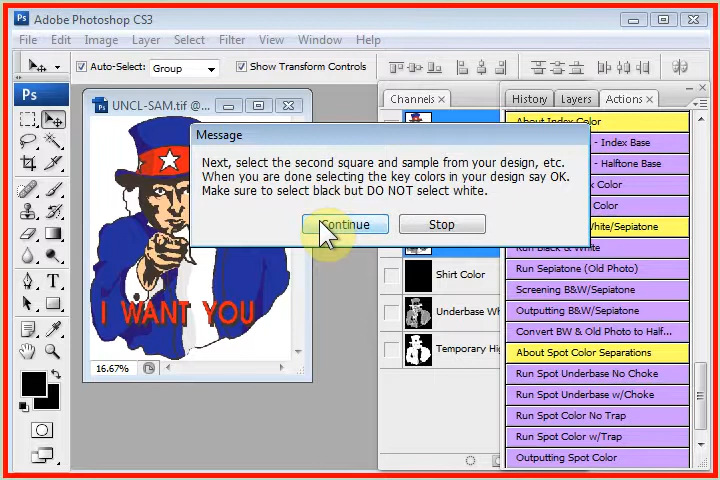 Ps Adobe Photoshop CS3
File Edit Image Layer Select Filter View Window Help
Auto-Select: Group Show Transform Controls
Ps
UNCL-SAM.tif @...
I WANT YOU
16.67%
Message
Next, select the second square and sample from your design, etc.
When you are done selecting the key colors in your design say OK.
Make sure to select black but DO NOT select white.
Continue Stop
Channels
Shirt Color
Underbase Wh
Temporary Hig
History Layers Actions
About Index Color
- Index Base
- Halftone Base
Color
Color
White/Sepiatone
Run Black & White
Run Sepiatone (Old Photo)
Screening B&W/Sepiatone
Outputting B&W/Sepiatone
Convert BW & Old Photo to Half...
About Spot Color Separations
Run Spot Underbase No Choke
Run Spot Underbase w/Choke
Run Spot Color No Trap
Run Spot Color w/Trap
Outputting Spot Color